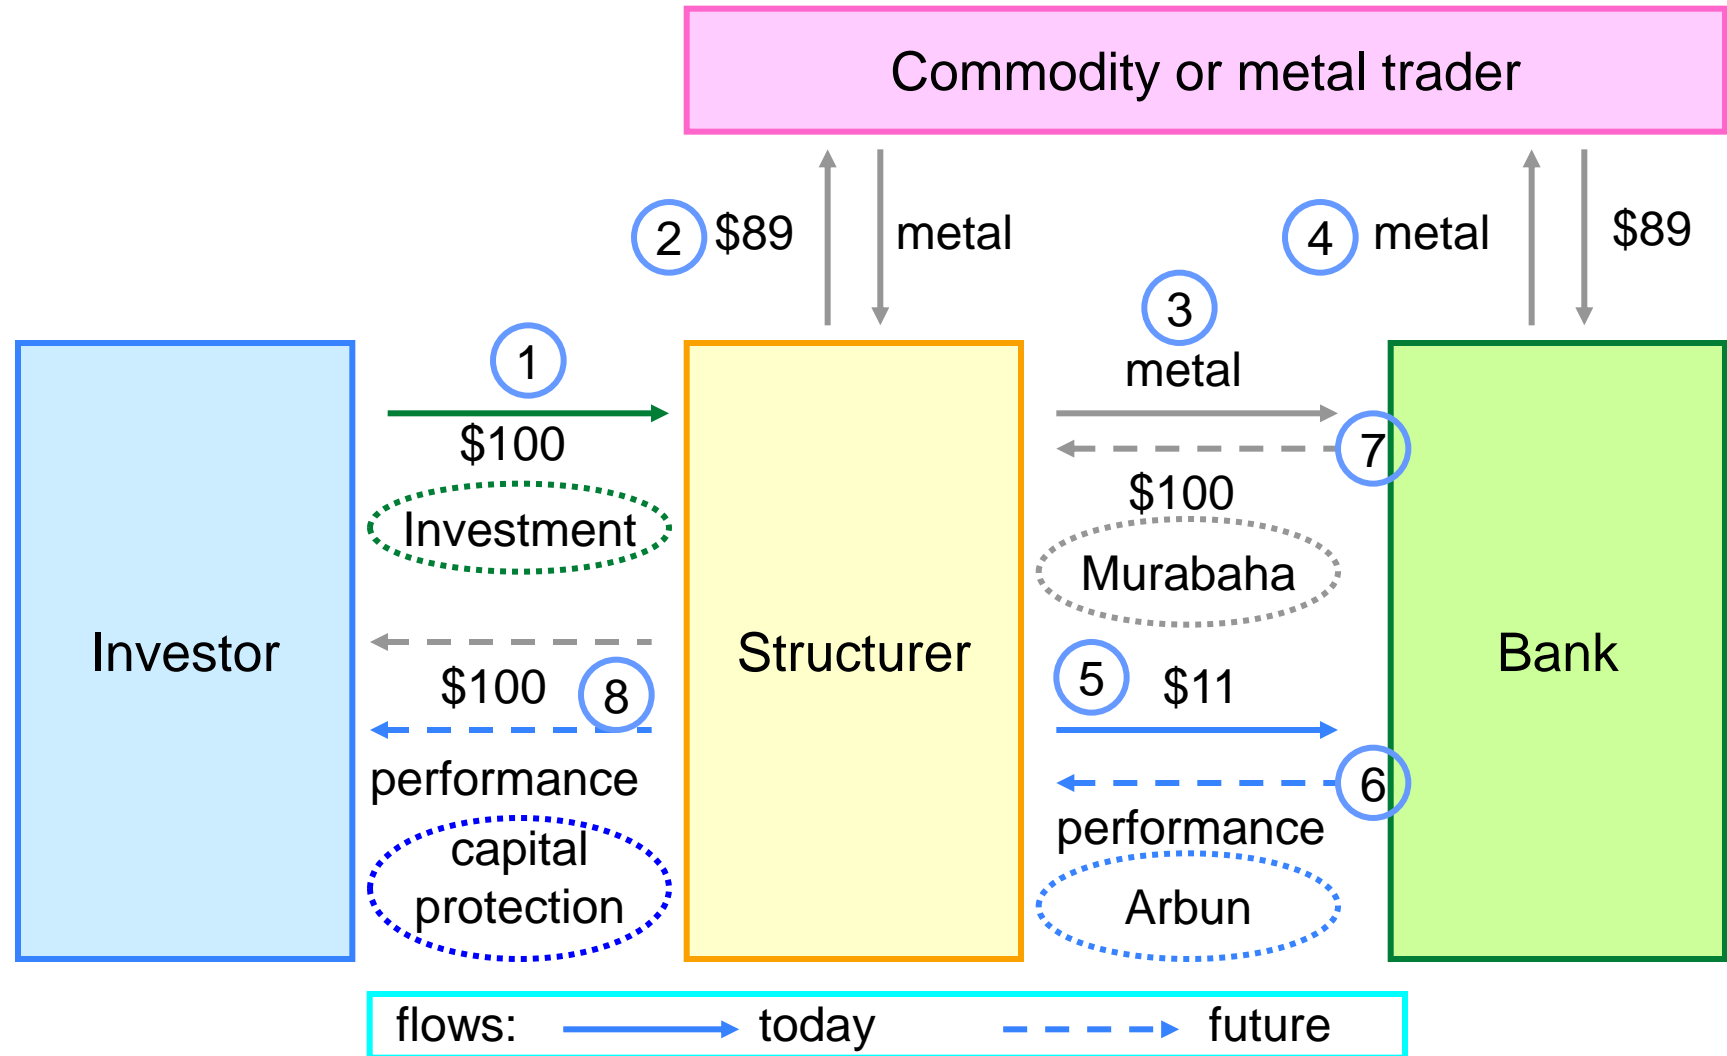 Commodity or metal trader
2 $89 metal
4 metal $89
3
metal
1
$100
Investment
7
$100
Murabaha
Investor
Structurer
Bank
$100 8
5 $11
performance
6
performance
capital
protection
Arbun
flows: today future